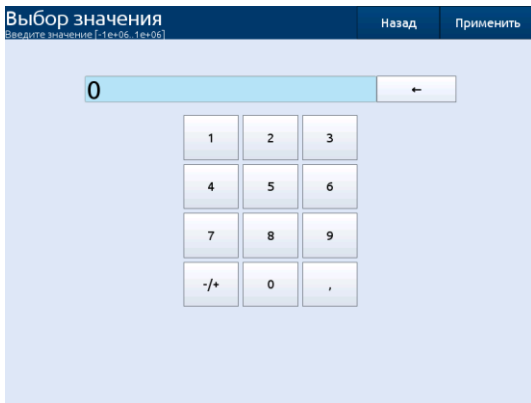 Выбор значения
Назад
Применить
Введите значение [-1e+06..1e+06]
0
←
1 2 3
4 5 6
7 8 9
-/+ 0 ,